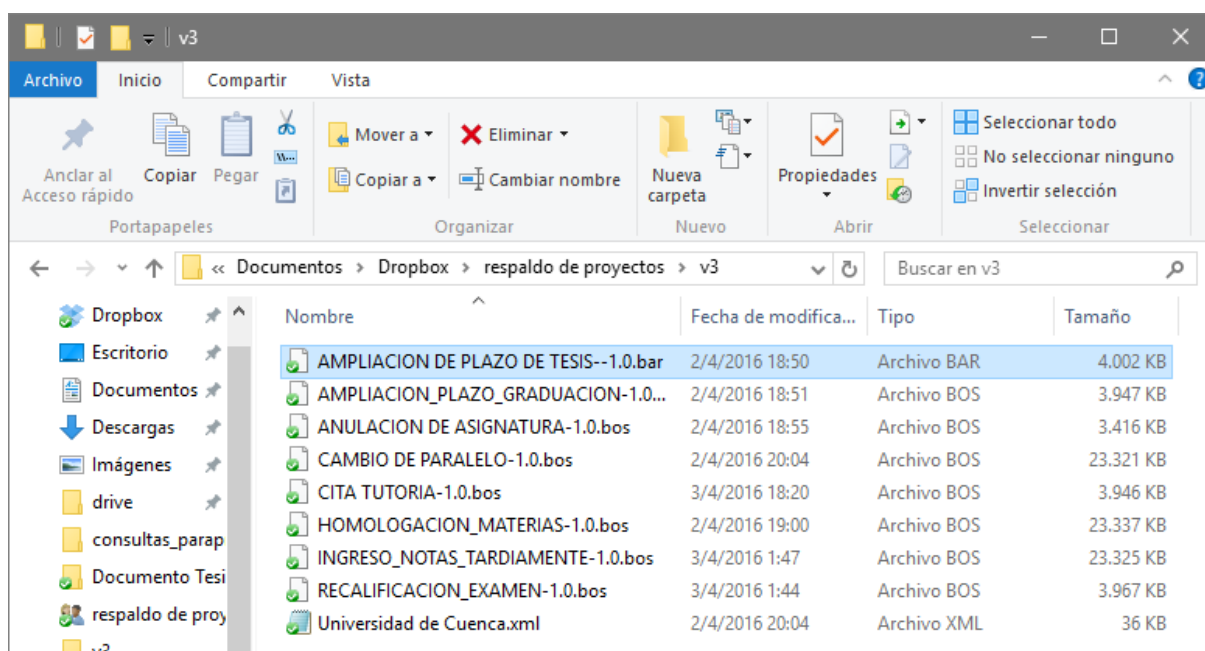 v3
Archivo Inicio Compartir Vista
Anclar al Acceso rápido
Copiar
Pegar
Mover a
Copiar a
Eliminar
Cambiar nombre
Nueva carpeta
Propiedades
Seleccionar todo
No seleccionar ninguno
Invertir selección
Portapapeles Organizar Nuevo Abrir Seleccionar
« Documentos > Dropbox > respaldo de proyectos > v3
Buscar en v3
Dropbox
Escritorio
Documentos
Descargas
Imágenes
drive
consultas_parap
Documento Tesi
respaldo de proy
v3
Nombre Fecha de modifica... Tipo Tamaño
AMPLIACION DE PLAZO DE TESIS--1.0.bar 2/4/2016 18:50 Archivo BAR 4.002 KB
AMPLIACION_PLAZO_GRADUACION-1.0... 2/4/2016 18:51 Archivo BOS 3.947 KB
ANULACION DE ASIGNATURA-1.0.bos 2/4/2016 18:55 Archivo BOS 3.416 KB
CAMBIO DE PARALELO-1.0.bos 2/4/2016 20:04 Archivo BOS 23.321 KB
CITA TUTORIA-1.0.bos 3/4/2016 18:20 Archivo BOS 3.946 KB
HOMOLOGACION_MATERIAS-1.0.bos 2/4/2016 19:00 Archivo BOS 23.337 KB
INGRESO_NOTAS_TARDIAMENTE-1.0.bos 3/4/2016 1:47 Archivo BOS 23.325 KB
RECALIFICACION_EXAMEN-1.0.bos 3/4/2016 1:44 Archivo BOS 3.967 KB
Universidad de Cuenca.xml 2/4/2016 20:04 Archivo XML 36 KB